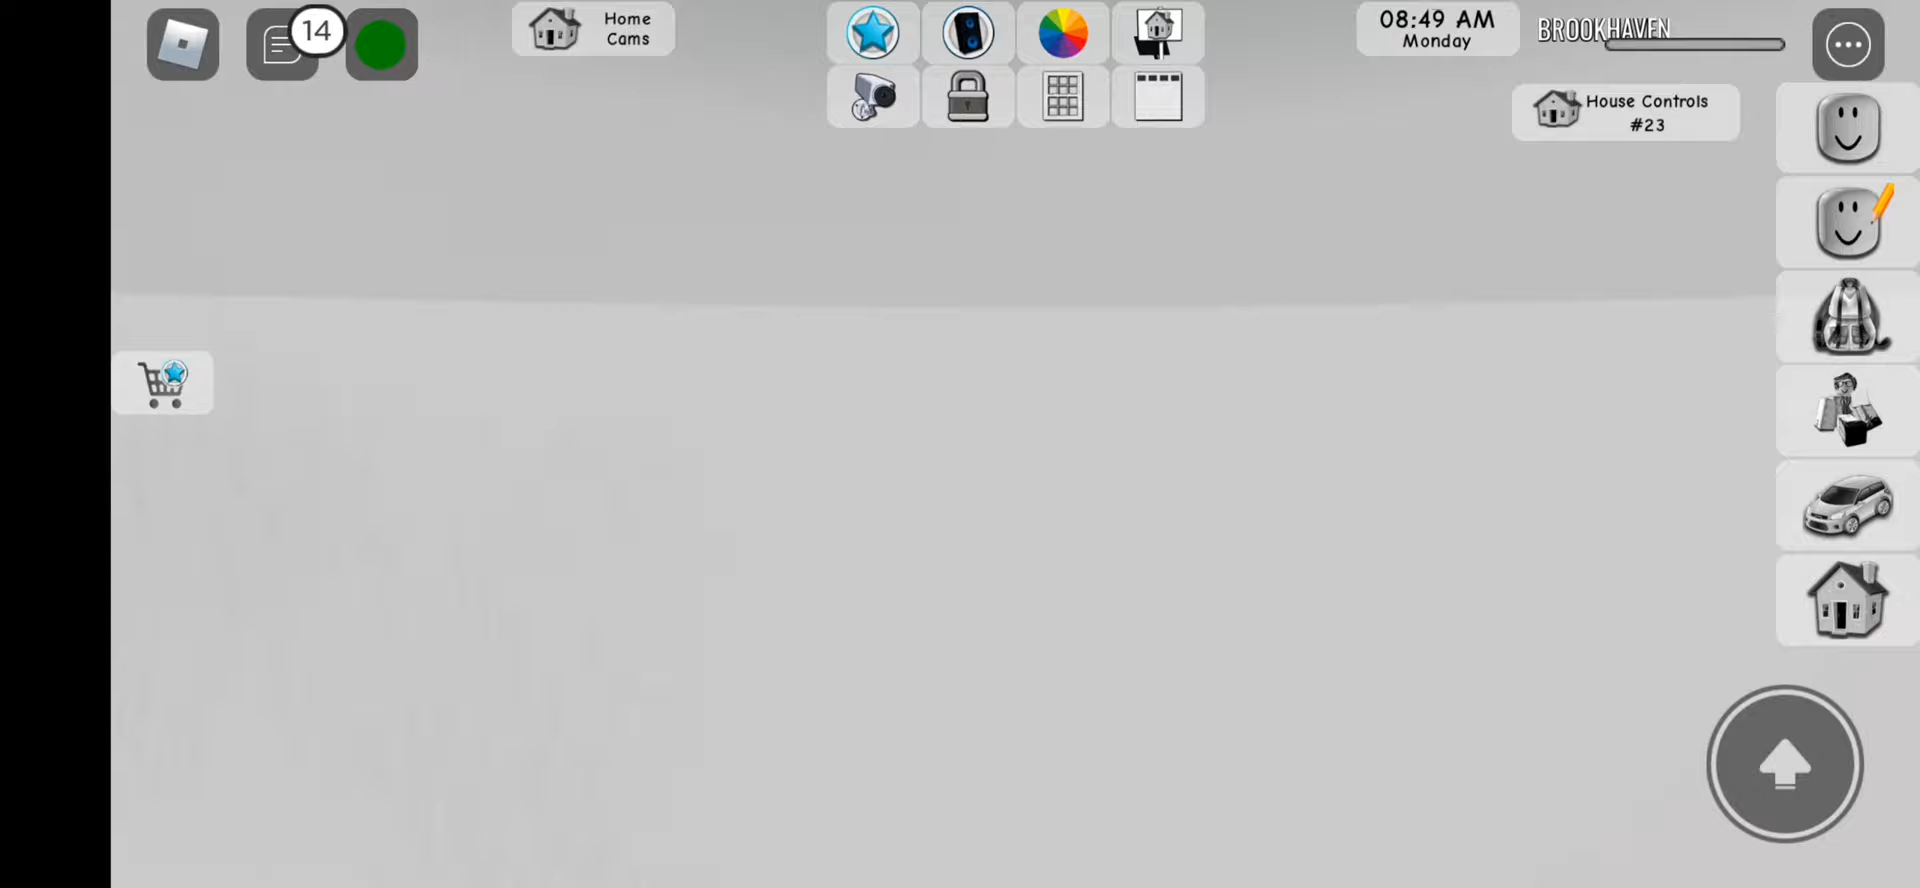 14
Home
Cams
08:49 AM
Monday
BROOKHAVEN
House Controls
#23